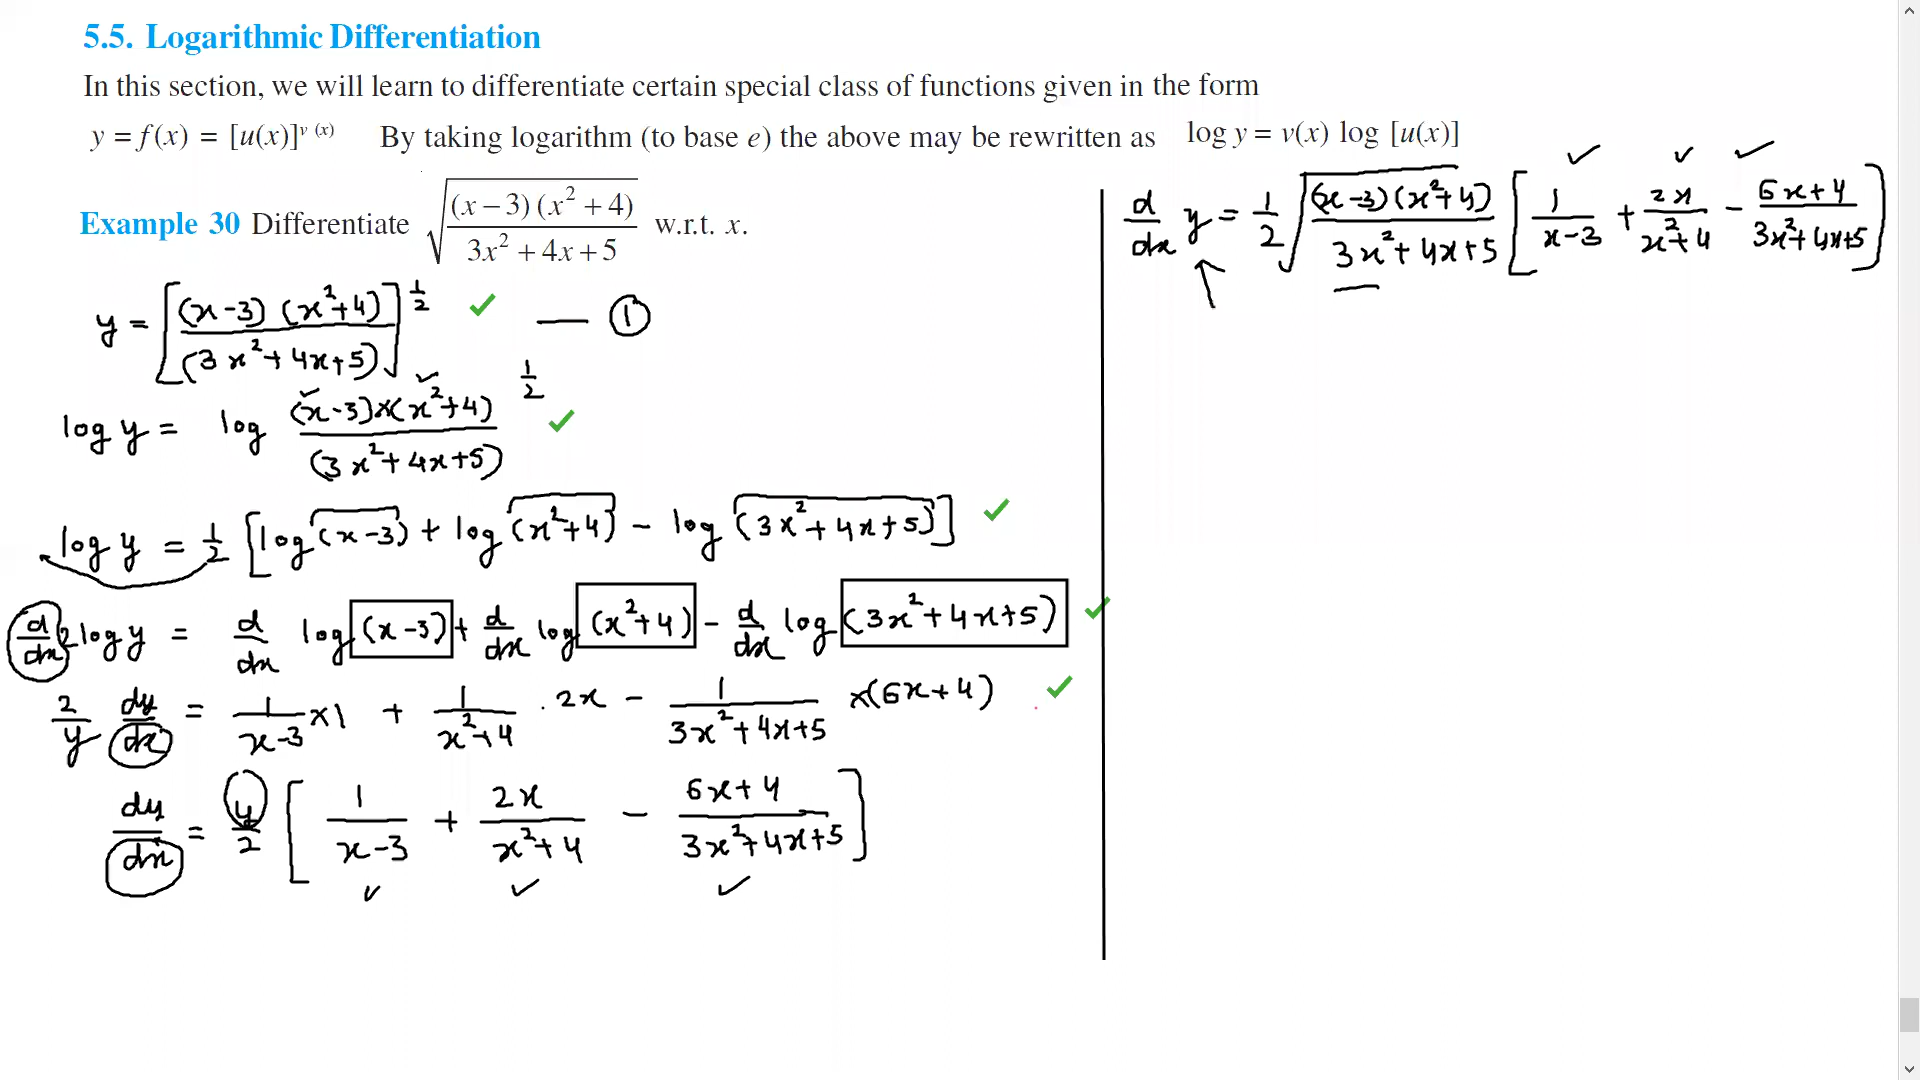 5.5. Logarithmic Differentiation
In this section, we will learn to differentiate certain special class of functions given in the form
y = f(x) = [u(x)]^{v (x)} By taking logarithm (to base e) the above may be rewritten as log y = v(x) log [u(x)]
Example 30 Differentiate √((x − 3) (x² + 4) / 3x² + 4x + 5) w.r.t. x.
y = [(x-3) (x²+4) / (3x²+4x+5)]^{1/2} — ①
log y = log (x-3)×(x²+4) / (3x²+4x+5) 1/2
log y = 1/2 [log (x-3) + log (x²+4) - log (3x²+4x+5)]
d/dx 2 log y = d/dx log (x-3) + d/dx log (x²+4) - d/dx log (3x²+4x+5)
2/y dy/dx = 1/x-3 ×1 + 1/x²+4 . 2x - 1/3x²+4x+5 ×(6x+4)
dy/dx = y/2 [1/x-3 + 2x/x²+4 - 6x+4/3x²+4x+5]
d/dx y = 1/2 √((x-3)(x²+4) / 3x²+4x+5) [1/x-3 + 2x/x²+4 - 6x+4/3x²+4x+5]